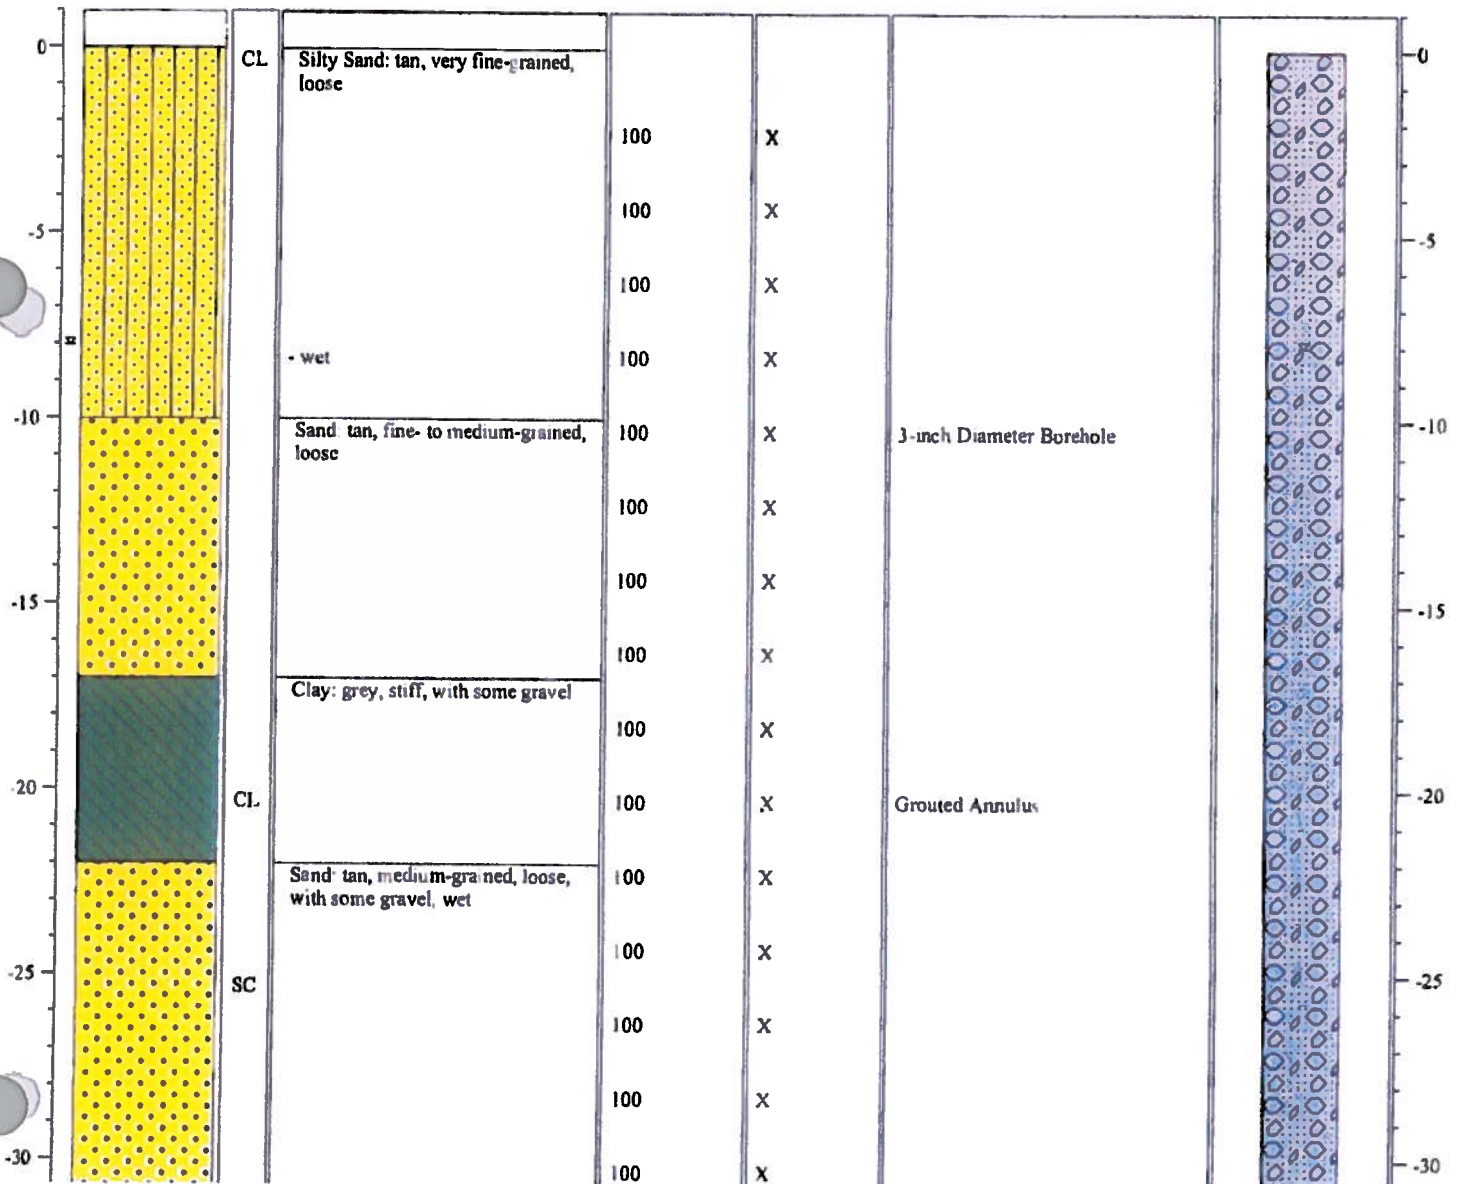 0
CL
Silty Sand: tan, very fine-grained,
loose
0
100 X
100 X
-5
-5
100 X
- wet
100 X
-10
Sand: tan, fine- to medium-grained,
loose
100 X
3-inch Diameter Borehole
-10
100 X
100 X
-15
-15
100 X
Clay: grey, stiff, with some gravel
100 X
-20
CL
100 X
Grouted Annulus
-20
Sand: tan, medium-grained, loose,
with some gravel, wet
100 X
100 X
-25
SC
-25
100 X
100 X
-30
100 X
-30